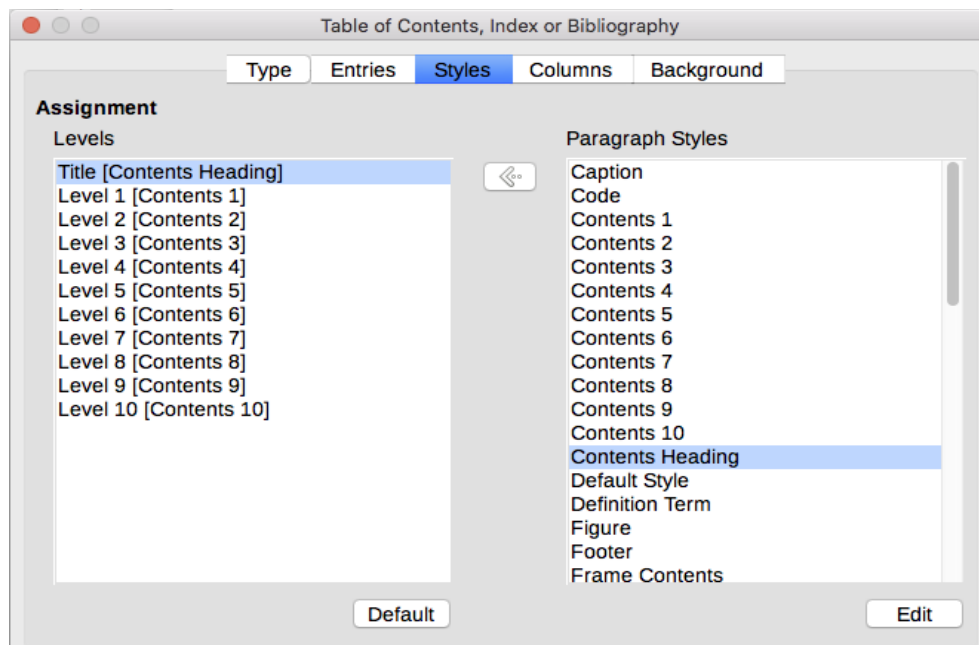 Table of Contents, Index or Bibliography
Type Entries Styles Columns Background
Assignment
Levels
Title [Contents Heading]
Level 1 [Contents 1]
Level 2 [Contents 2]
Level 3 [Contents 3]
Level 4 [Contents 4]
Level 5 [Contents 5]
Level 6 [Contents 6]
Level 7 [Contents 7]
Level 8 [Contents 8]
Level 9 [Contents 9]
Level 10 [Contents 10]
Default
Paragraph Styles
Caption
Code
Contents 1
Contents 2
Contents 3
Contents 4
Contents 5
Contents 6
Contents 7
Contents 8
Contents 9
Contents 10
Contents Heading
Default Style
Definition Term
Figure
Footer
Frame Contents
Edit